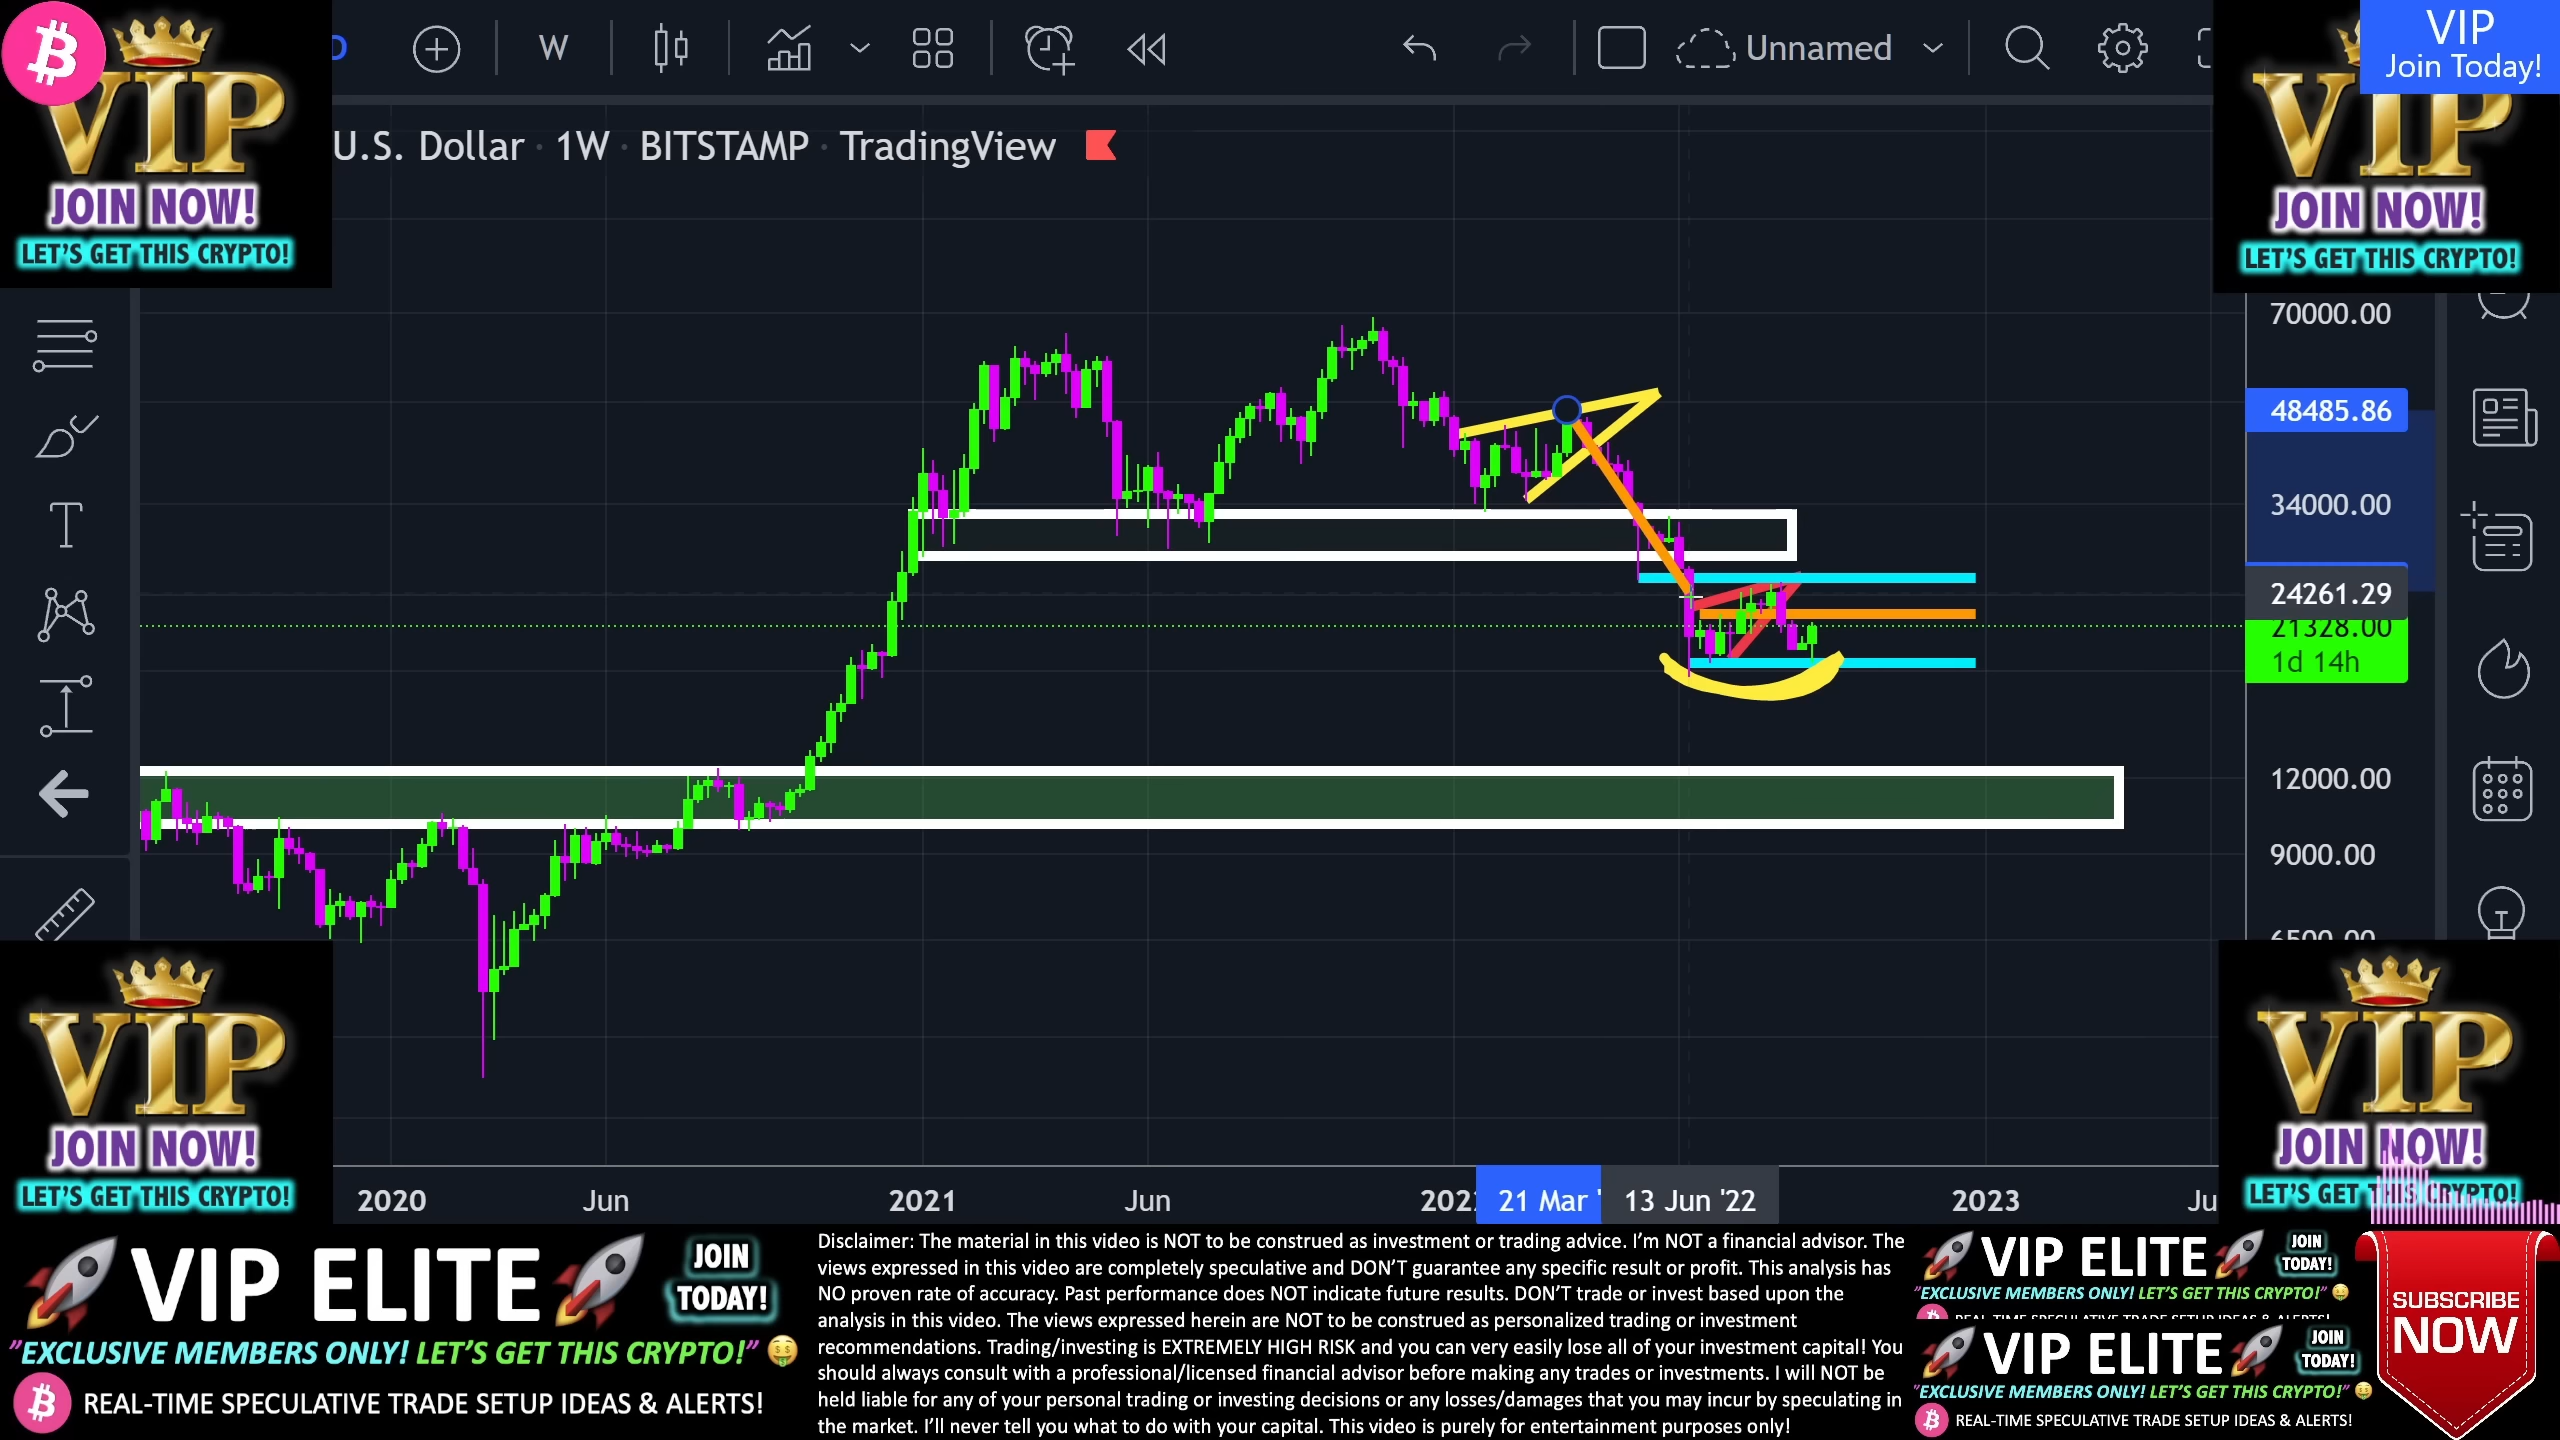 VIP
JOIN NOW!
LET'S GET THIS CRYPTO!
W
Unnamed
VIP
Join Today!
VIP
JOIN NOW!
LET'S GET THIS CRYPTO!
U.S. Dollar · 1W · BITSTAMP · TradingView
70000.00
48485.86
34000.00
24261.29
21328.00
1d 14h
12000.00
9000.00
VIP
JOIN NOW!
LET'S GET THIS CRYPTO!
VIP
JOIN NOW!
LET'S GET THIS CRYPTO!
2020
Jun
2021
Jun
202
21 Mar '
13 Jun '22
2023
Ju
VIP ELITE
JOIN
TODAY!
"EXCLUSIVE MEMBERS ONLY! LET'S GET THIS CRYPTO!"
REAL-TIME SPECULATIVE TRADE SETUP IDEAS & ALERTS!
Disclaimer: The material in this video is NOT to be construed as investment or trading advice. I'm NOT a financial advisor. The
views expressed in this video are completely speculative and DON'T guarantee any specific result or profit. This analysis has
NO proven rate of accuracy. Past performance does NOT indicate future results. DON'T trade or invest based upon the
analysis in this video. The views expressed herein are NOT to be construed as personalized trading or investment
recommendations. Trading/investing is EXTREMELY HIGH RISK and you can very easily lose all of your investment capital! You
should always consult with a professional/licensed financial advisor before making any trades or investments. I will NOT be
held liable for any of your personal trading or investing decisions or any losses/damages that you may incur by speculating in
the market. I'll never tell you what to do with your capital. This video is purely for entertainment purposes only!
VIP ELITE
JOIN
TODAY!
"EXCLUSIVE MEMBERS ONLY! LET'S GET THIS CRYPTO!"
VIP ELITE
JOIN
TODAY!
"EXCLUSIVE MEMBERS ONLY! LET'S GET THIS CRYPTO!"
REAL-TIME SPECULATIVE TRADE SETUP IDEAS & ALERTS!
SUBSCRIBE
NOW